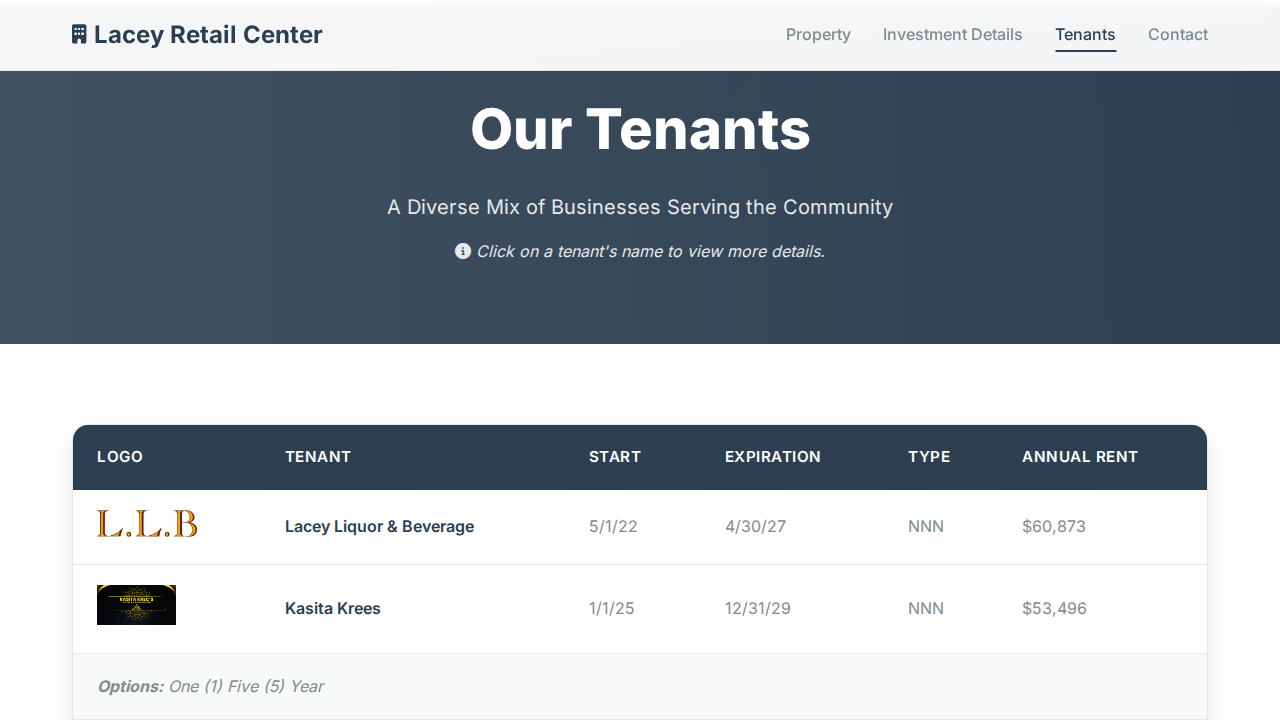 Lacey Retail Center
Property Investment Details Tenants Contact
Our Tenants
A Diverse Mix of Businesses Serving the Community
Click on a tenant's name to view more details.
LOGO TENANT START EXPIRATION TYPE ANNUAL RENT
L.L.B Lacey Liquor & Beverage 5/1/22 4/30/27 NNN $60,873
KASITA KREE'S Kasita Krees 1/1/25 12/31/29 NNN $53,496
Options: One (1) Five (5) Year